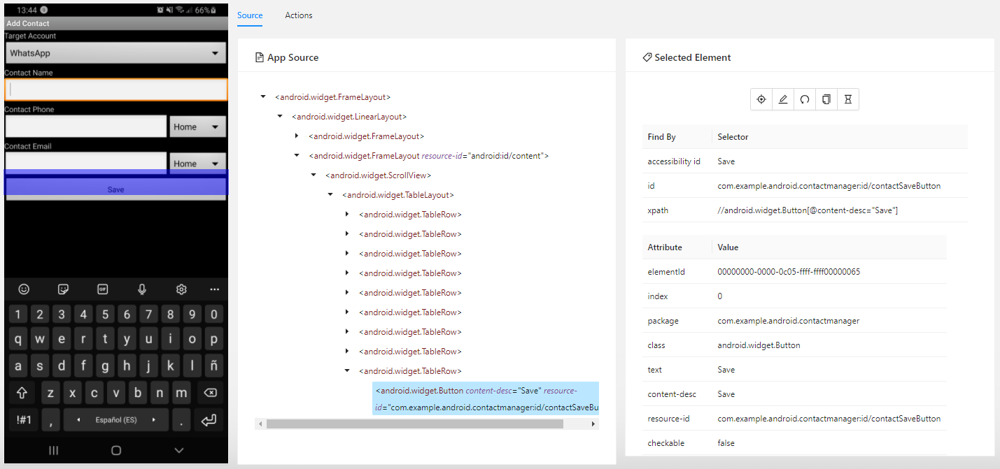 13:44
66%
Add Contact
Target Account
WhatsApp
Contact Name
Contact Phone
Home
Contact Email
Home
Save
GIF
1 2 3 4 5 6 7 8 9 0
q w e r t y u i o p
a s d f g h j k l ñ
z x c v b n m
!#1 , Español (ES) .
Source Actions
App Source
<android.widget.FrameLayout>
<android.widget.LinearLayout>
<android.widget.FrameLayout>
<android.widget.FrameLayout resource-id="android:id/content">
<android.widget.ScrollView>
<android.widget.TableLayout>
<android.widget.TableRow>
<android.widget.TableRow>
<android.widget.TableRow>
<android.widget.TableRow>
<android.widget.TableRow>
<android.widget.TableRow>
<android.widget.TableRow>
<android.widget.TableRow>
<android.widget.TableRow>
<android.widget.Button content-desc="Save" resource-
id="com.example.android.contactmanager:id/contactSaveBu
Selected Element
Find By Selector
accessibility id Save
id com.example.android.contactmanager:id/contactSaveButton
xpath //android.widget.Button[@content-desc="Save"]
Attribute Value
elementId 00000000-0000-0c05-ffff-ffff00000065
index 0
package com.example.android.contactmanager
class android.widget.Button
text Save
content-desc Save
resource-id com.example.android.contactmanager:id/contactSaveButton
checkable false